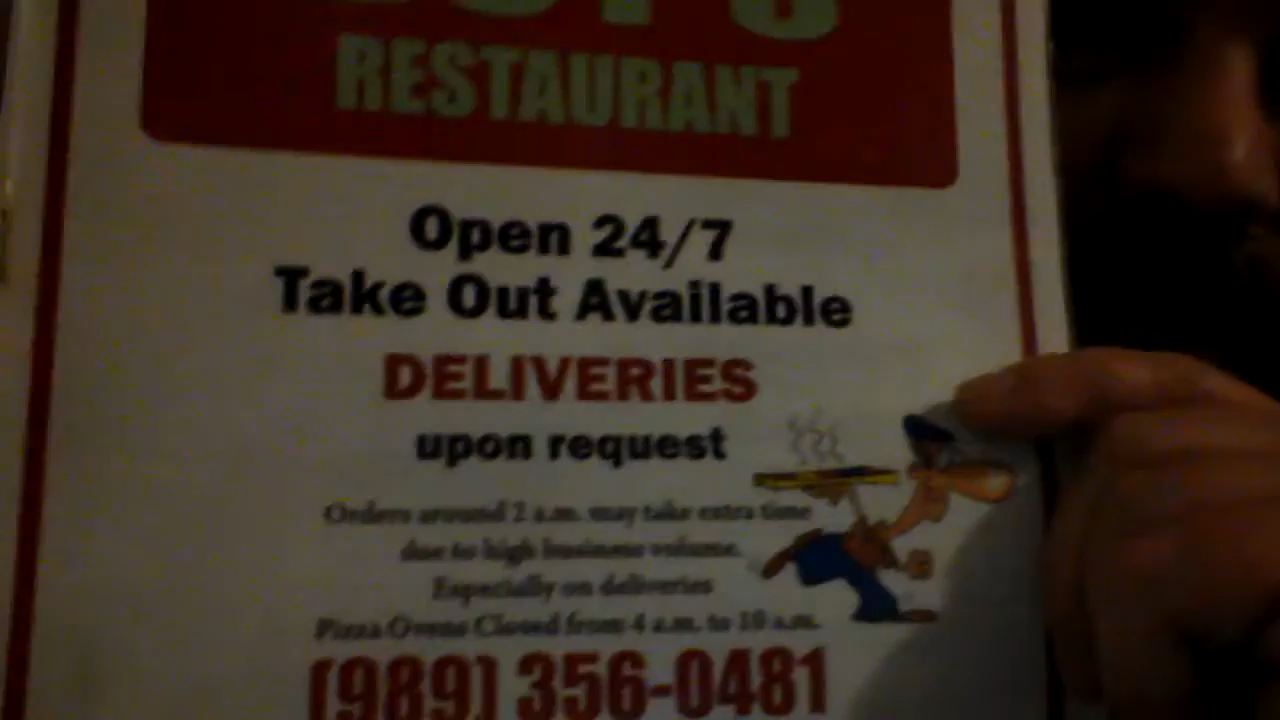 RESTAURANT
Open 24/7
Take Out Available
DELIVERIES
upon request
Orders around 2 a.m. may take extra time
due to high business volume.
Especially on deliveries
Pizza Ovens Closed from 4 a.m. to 10 a.m.
(989) 356-0481